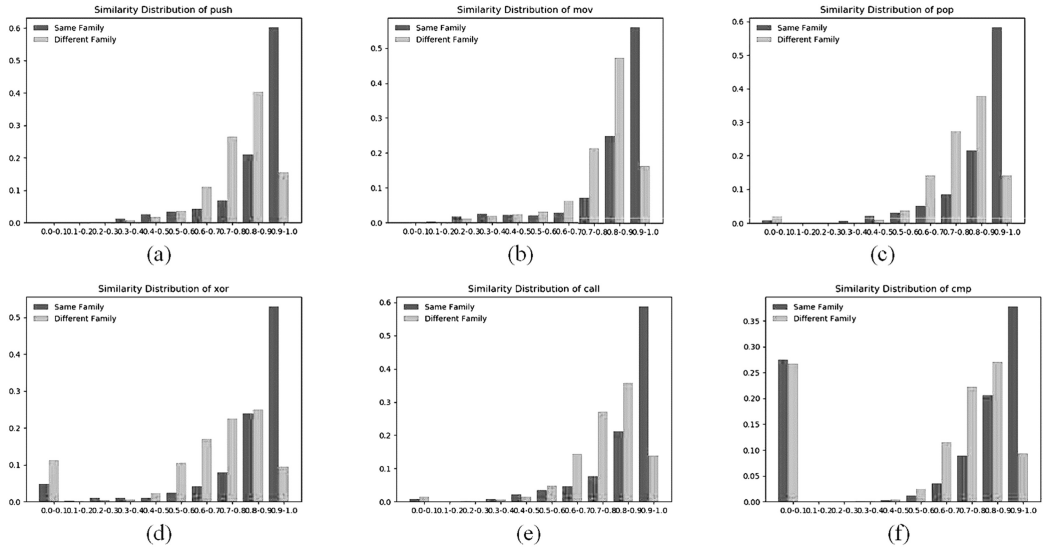 Similarity Distribution of push
Same Family
Different Family
0.6
0.5
0.4
0.3
0.2
0.1
0.0
0.0-0.10.1-0.20.2-0.30.3-0.40.4-0.50.5-0.60.6-0.70.7-0.80.8-0.90.9-1.0
(a)
Similarity Distribution of mov
Same Family
Different Family
0.5
0.4
0.3
0.2
0.1
0.0
0.0-0.10.1-0.20.2-0.30.3-0.40.4-0.50.5-0.60.6-0.70.7-0.80.8-0.90.9-1.0
(b)
Similarity Distribution of pop
Same Family
Different Family
0.6
0.5
0.4
0.3
0.2
0.1
0.0
0.0-0.10.1-0.20.2-0.30.3-0.40.4-0.50.5-0.60.6-0.70.7-0.80.8-0.90.9-1.0
(c)
Similarity Distribution of xor
Same Family
Different Family
0.5
0.4
0.3
0.2
0.1
0.0
0.0-0.10.1-0.20.2-0.30.3-0.40.4-0.50.5-0.60.6-0.70.7-0.80.8-0.90.9-1.0
(d)
Similarity Distribution of call
Same Family
Different Family
0.6
0.5
0.4
0.3
0.2
0.1
0.0
0.0-0.10.1-0.20.2-0.30.3-0.40.4-0.50.5-0.60.6-0.70.7-0.80.8-0.90.9-1.0
(e)
Similarity Distribution of cmp
Same Family
Different Family
0.35
0.30
0.25
0.20
0.15
0.10
0.05
0.00
0.0-0.10.1-0.20.2-0.30.3-0.40.4-0.50.5-0.60.6-0.70.7-0.80.8-0.90.9-1.0
(f)